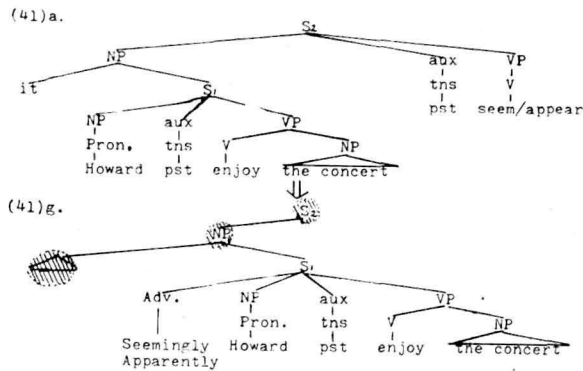 (41)a.
S₂
NP aux VP
it S₁ tns V
pst seem/appear
NP aux VP
Pron. tns V NP
Howard pst enjoy the concert
⇓
(41)g. S₂
NP
S₁
Adv. NP aux VP
Pron. tns V NP
Seemingly Howard pst enjoy the concert
Apparently